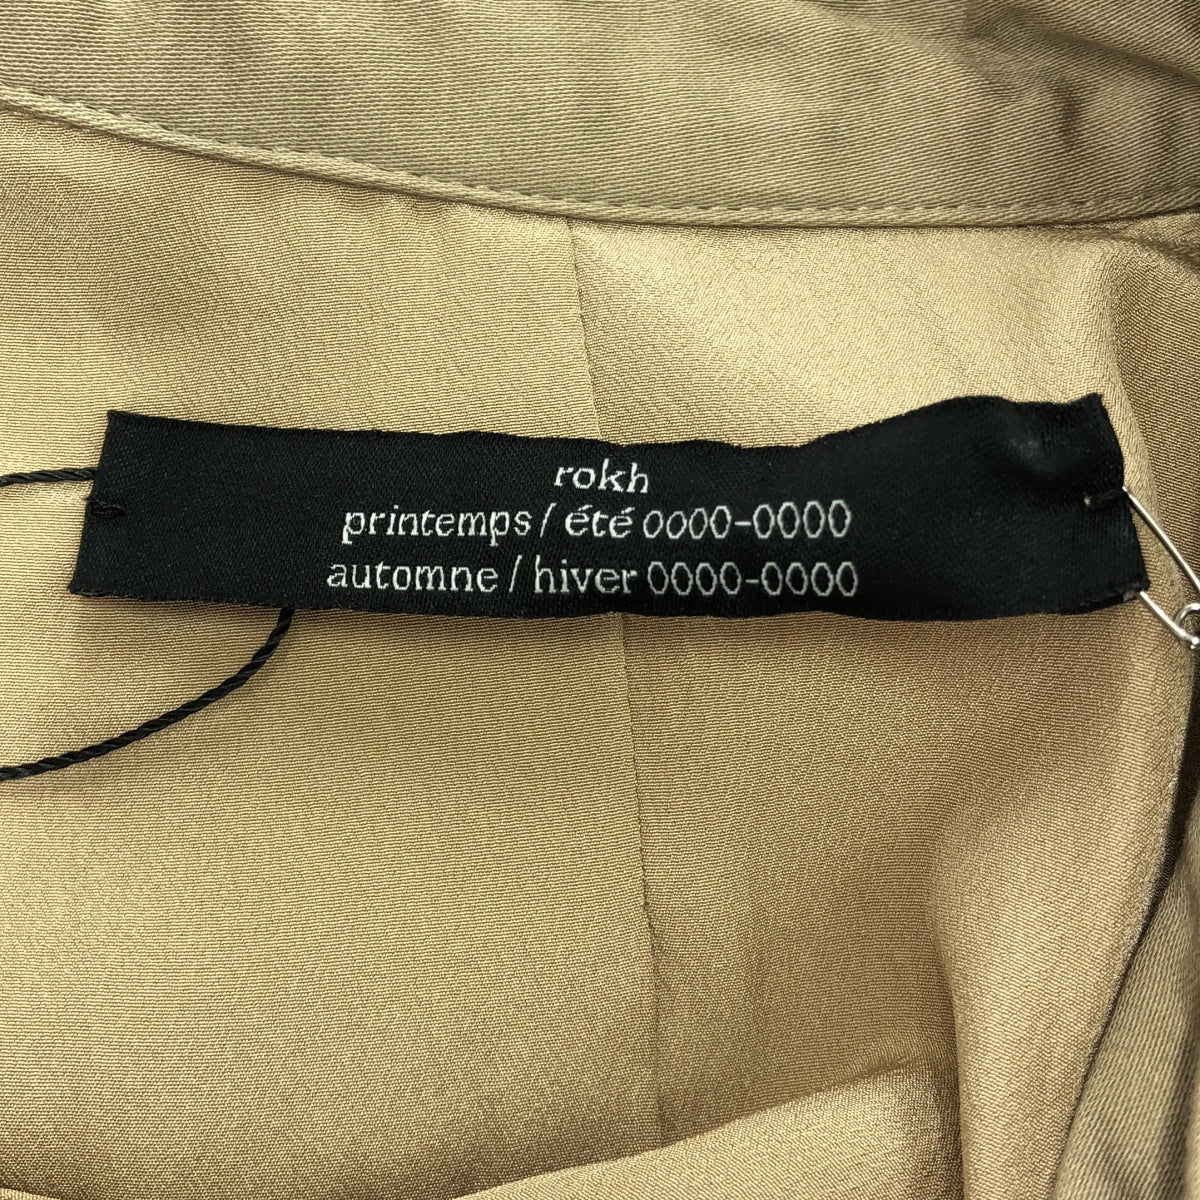 rokh
printemps / été 0000-0000
automne / hiver 0000-0000